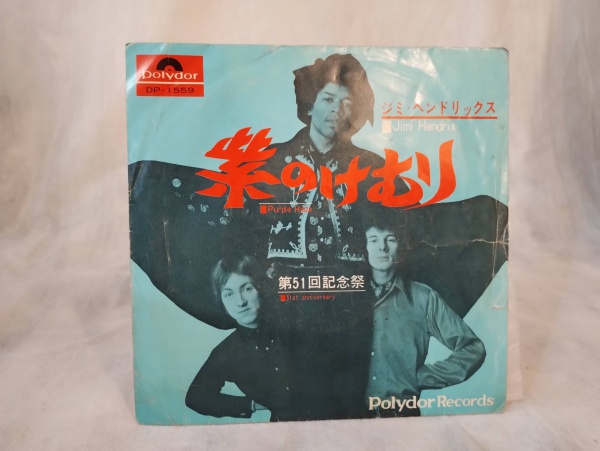 polydor
DP-1559
ジミ・ヘンドリックス
Jimi Hendrix
紫のけむり
Purple Haze
第51回記念祭
51st anniversary
Polydor Records